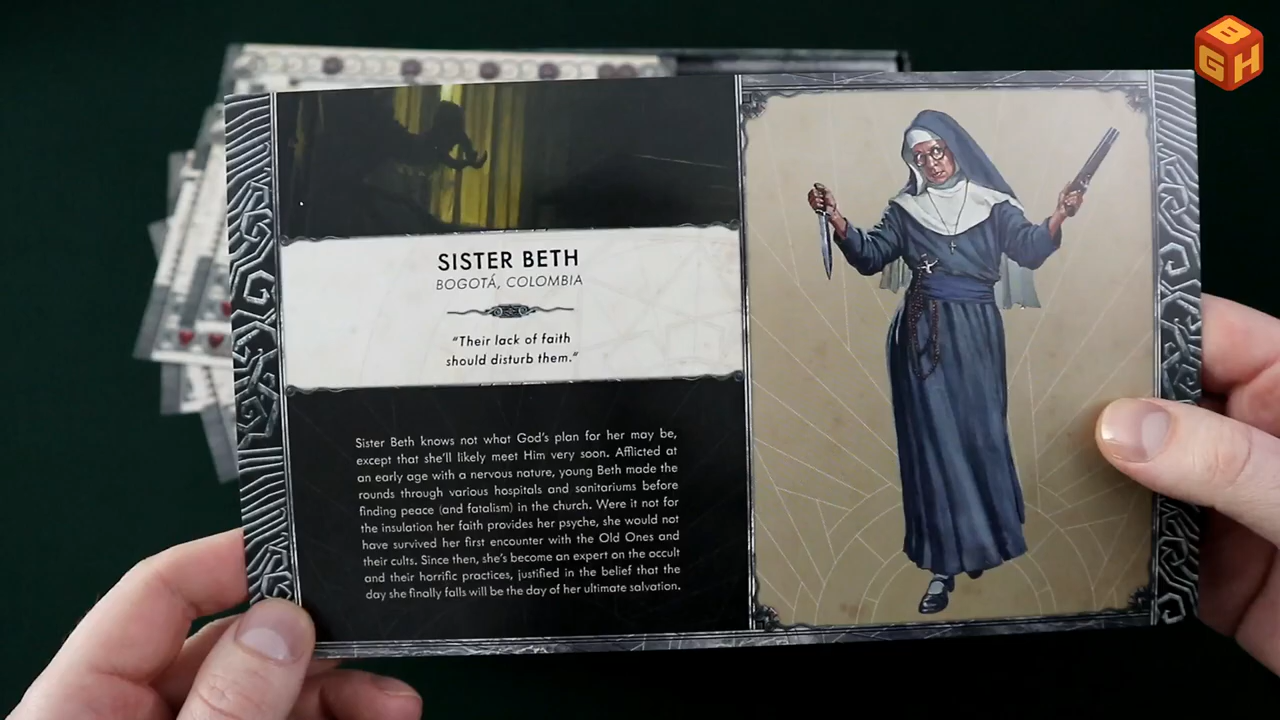 BGH
SISTER BETH
BOGOTÁ, COLOMBIA
"Their lack of faith
should disturb them."
Sister Beth knows not what God's plan for her may be,
except that she'll likely meet Him very soon. Afflicted at
an early age with a nervous nature, young Beth made the
rounds through various hospitals and sanitariums before
finding peace (and fatalism) in the church. Were it not for
the insulation her faith provides her psyche, she would not
have survived her first encounter with the Old Ones and
their cults. Since then, she's become an expert on the occult
and their horrific practices, justified in the belief that the
day she finally falls will be the day of her ultimate salvation.